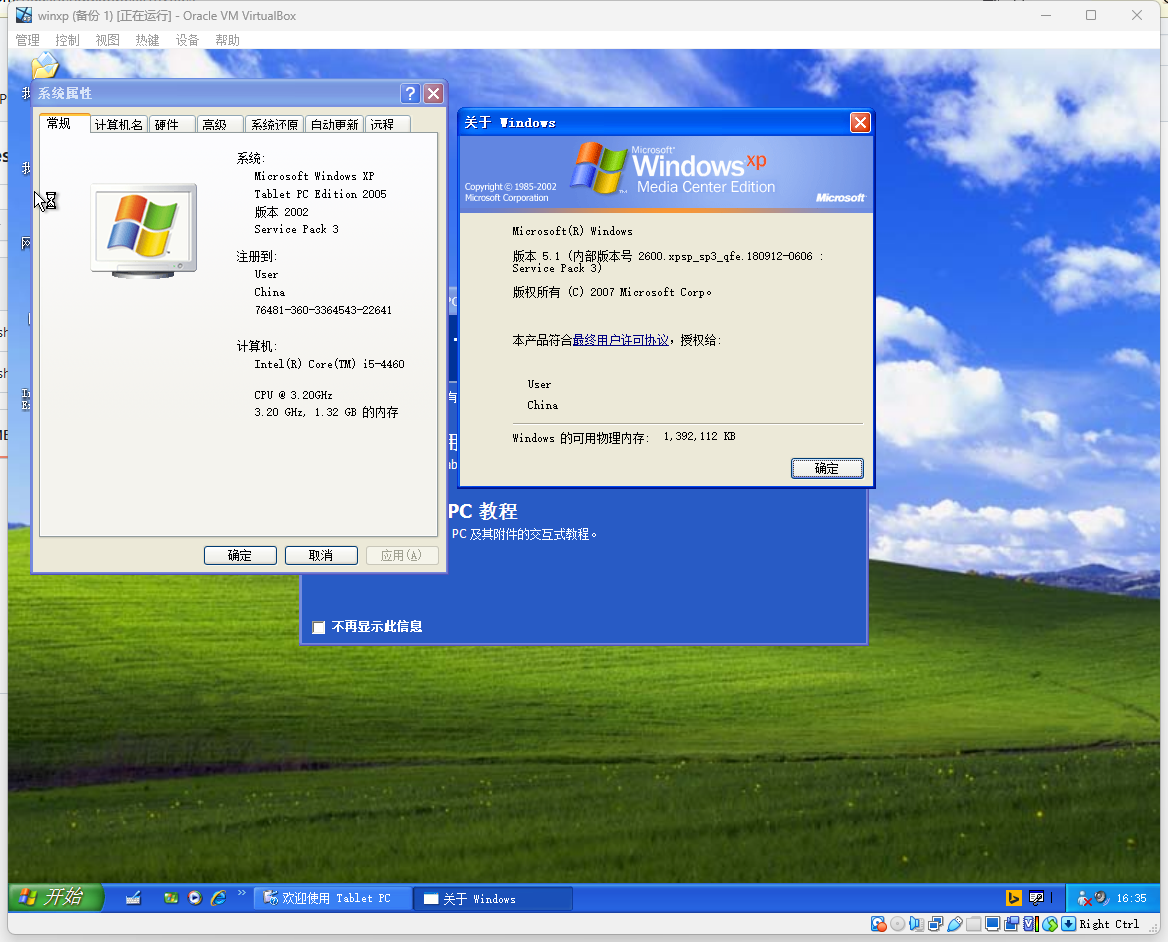 winxp (备份 1) [正在运行] - Oracle VM VirtualBox
管理 控制 视图 热键 设备 帮助
系统属性
常规 计算机名 硬件 高级 系统还原 自动更新 远程
系统:
Microsoft Windows XP
Tablet PC Edition 2005
版本 2002
Service Pack 3
注册到:
User
China
76481-360-3364543-22641
计算机:
Intel(R) Core(TM) i5-4460
CPU @ 3.20GHz
3.20 GHz, 1.32 GB 的内存
确定 取消 应用(A)
关于 Windows
Microsoft
Windows xp
Media Center Edition
Copyright © 1985-2002
Microsoft Corporation
Microsoft
Microsoft(R) Windows
版本 5.1 (内部版本号 2600.xpsp_sp3_qfe.180912-0606 :
Service Pack 3)
版权所有 (C) 2007 Microsoft Corp。
本产品符合最终用户许可协议，授权给:
User
China
Windows 的可用物理内存: 1,392,112 KB
确定
PC 教程
PC 及其附件的交互式教程。
不再显示此信息
开始
欢迎使用 Tablet PC
关于 Windows
16:35
Right Ctrl